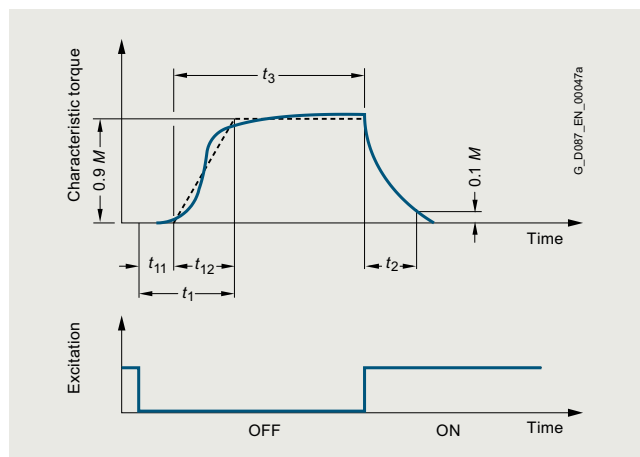 Characteristic torque
0.9 M
t3
0.1 M
G_D087_EN_00047a
Time
t11
t12
t2
t1
Excitation
OFF
ON
Time